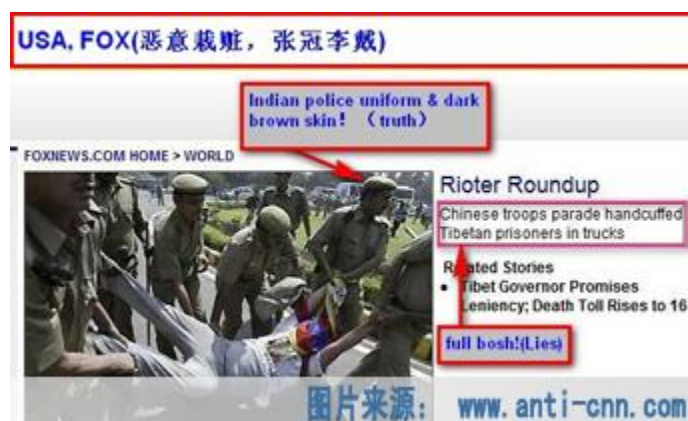 USA, FOX(恶意栽赃，张冠李戴)
Indian police uniform & dark
brown skin! （truth）
FOXNEWS.COM HOME > WORLD
Rioter Roundup
Chinese troops parade handcuffed
Tibetan prisoners in trucks
Related Stories
• Tibet Governor Promises
Leniency; Death Toll Rises to 16
full bosh!(Lies)
图片来源： www.anti-cnn.com